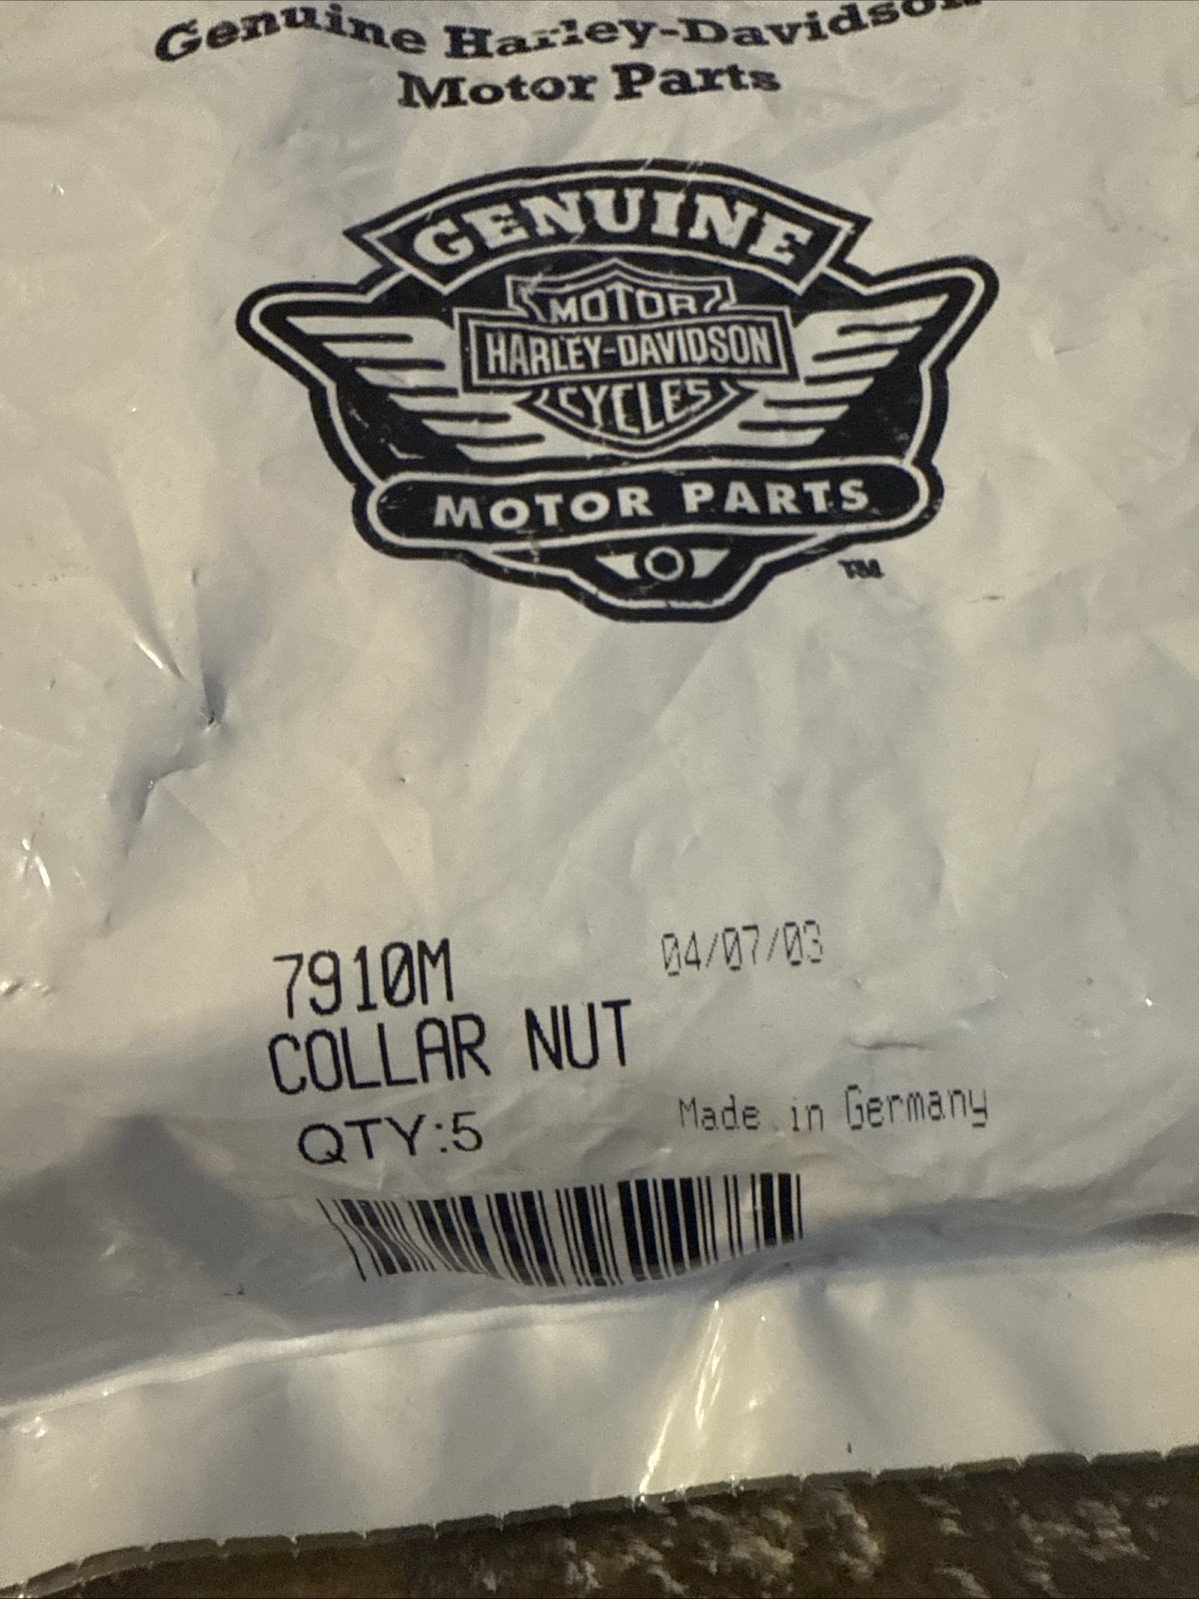 Genuine Harley-Davidson
Motor Parts
GENUINE
MOTOR
HARLEY-DAVIDSON
CYCLES
MOTOR PARTS
TM
7910M
04/07/03
COLLAR NUT
QTY:5
Made in Germany